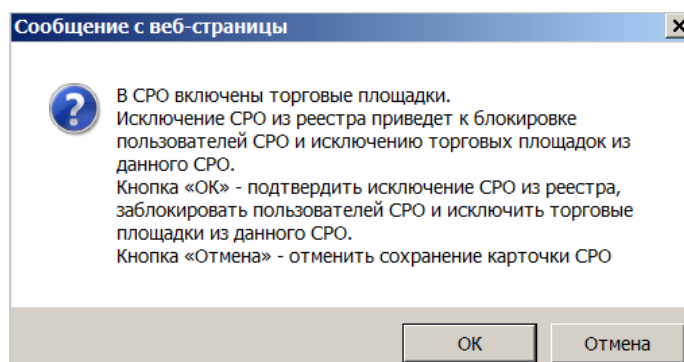 Сообщение с веб-страницы
В СРО включены торговые площадки.
Исключение СРО из реестра приведет к блокировке
пользователей СРО и исключению торговых площадок из
данного СРО.
Кнопка «ОК» - подтвердить исключение СРО из реестра,
заблокировать пользователей СРО и исключить торговые
площадки из данного СРО.
Кнопка «Отмена» - отменить сохранение карточки СРО
ОК
Отмена